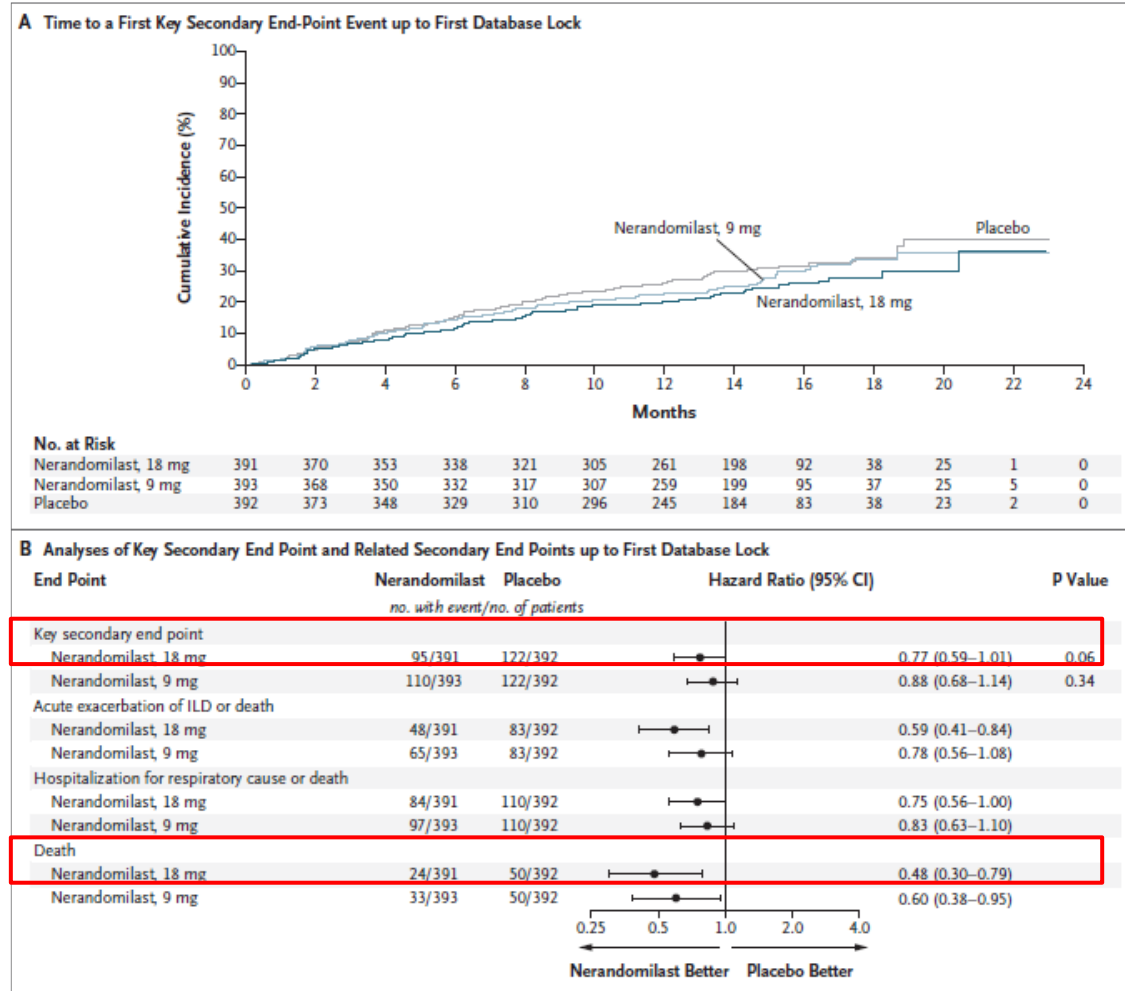 A Time to a First Key Secondary End-Point Event up to First Database Lock
100
90
80
70
60
50
40
30
20
10
0
Cumulative Incidence (%)
Nerandomilast, 9 mg
Placebo
Nerandomilast, 18 mg
0 2 4 6 8 10 12 14 16 18 20 22 24
Months
No. at Risk
Nerandomilast, 18 mg 391 370 353 338 321 305 261 198 92 38 25 1 0
Nerandomilast, 9 mg 393 368 350 332 317 307 259 199 95 37 25 5 0
Placebo 392 373 348 329 310 296 245 184 83 38 23 2 0
B Analyses of Key Secondary End Point and Related Secondary End Points up to First Database Lock
End Point Nerandomilast Placebo Hazard Ratio (95% CI) P Value
no. with event/no. of patients
Key secondary end point
Nerandomilast, 18 mg 95/391 122/392 0.77 (0.59–1.01) 0.06
Nerandomilast, 9 mg 110/393 122/392 0.88 (0.68–1.14) 0.34
Acute exacerbation of ILD or death
Nerandomilast, 18 mg 48/391 83/392 0.59 (0.41–0.84)
Nerandomilast, 9 mg 65/393 83/392 0.78 (0.56–1.08)
Hospitalization for respiratory cause or death
Nerandomilast, 18 mg 84/391 110/392 0.75 (0.56–1.00)
Nerandomilast, 9 mg 97/393 110/392 0.83 (0.63–1.10)
Death
Nerandomilast, 18 mg 24/391 50/392 0.48 (0.30–0.79)
Nerandomilast, 9 mg 33/393 50/392 0.60 (0.38–0.95)
0.25 0.5 1.0 2.0 4.0
Nerandomilast Better Placebo Better